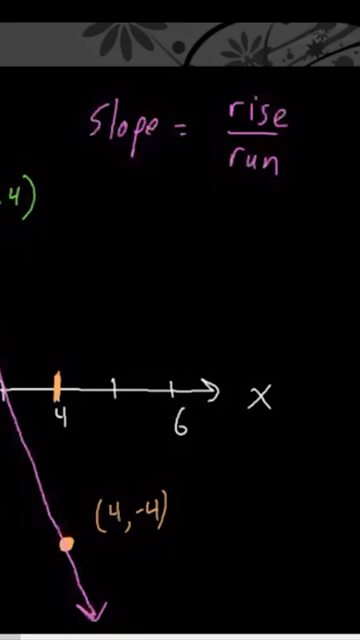 Slope = rise
run
4)
X
4
6
(4,-4)